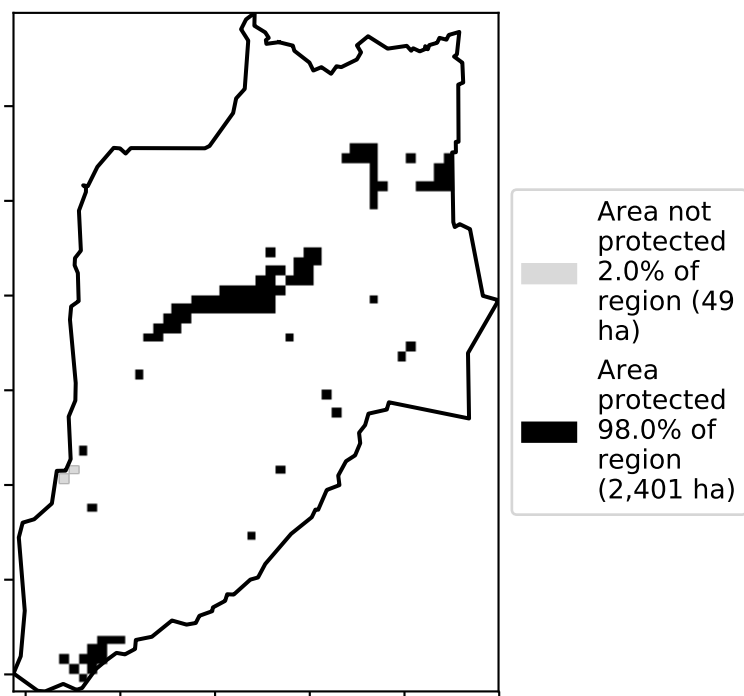 Area not
protected
2.0% of
region (49
ha)
Area
protected
98.0% of
region
(2,401 ha)